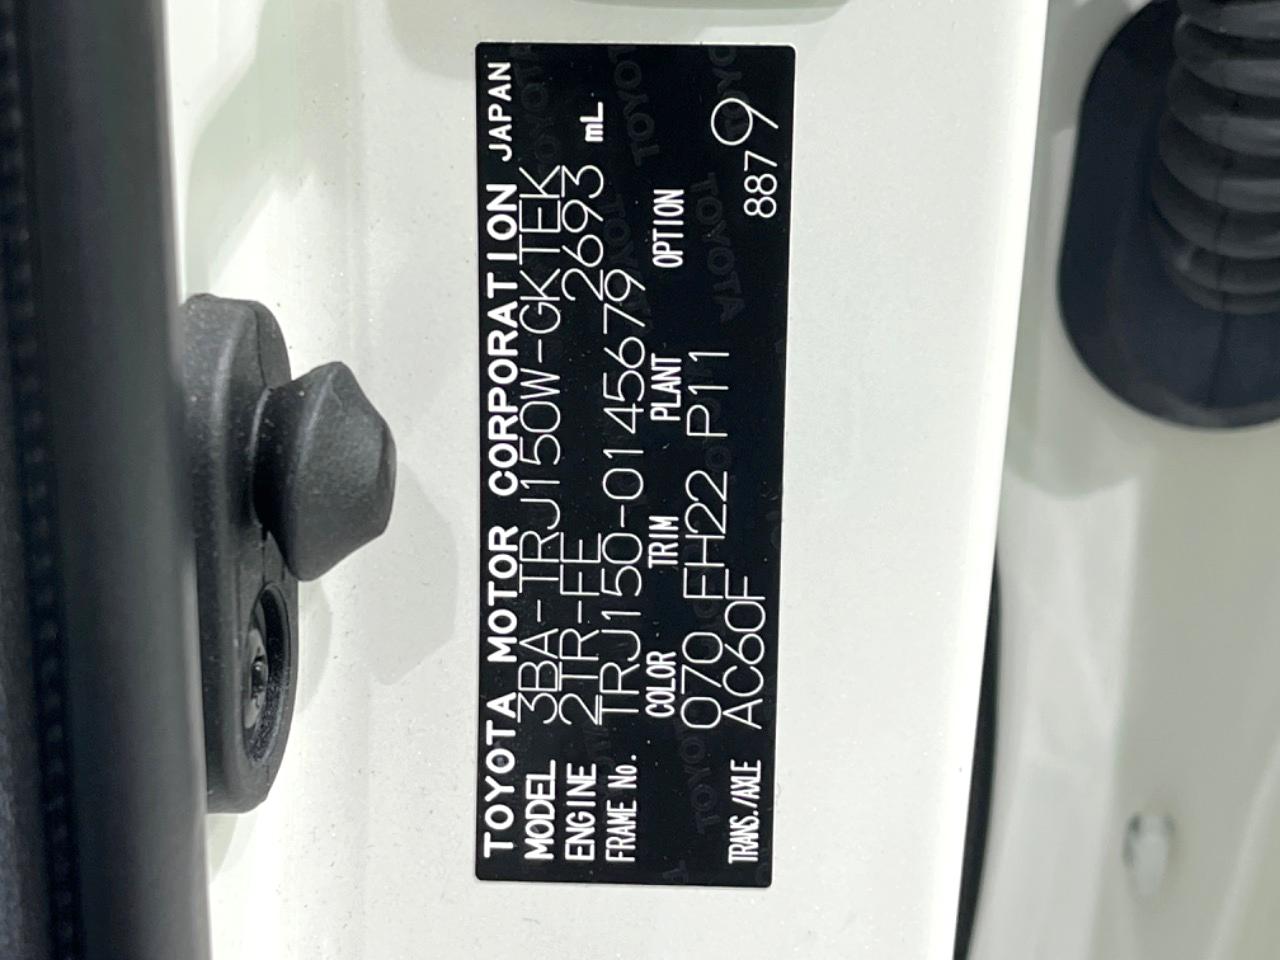 TOYOTA MOTOR CORPORATION JAPAN
MODEL 3BA-TRJ150W-GKTEK
ENGINE 2TR-FE 2693 mL
FRAME No. TRJ150-0145679
COLOR TRIM PLANT OPTION
070 FH22 P11
TRANS./AXLE AC60F 8879